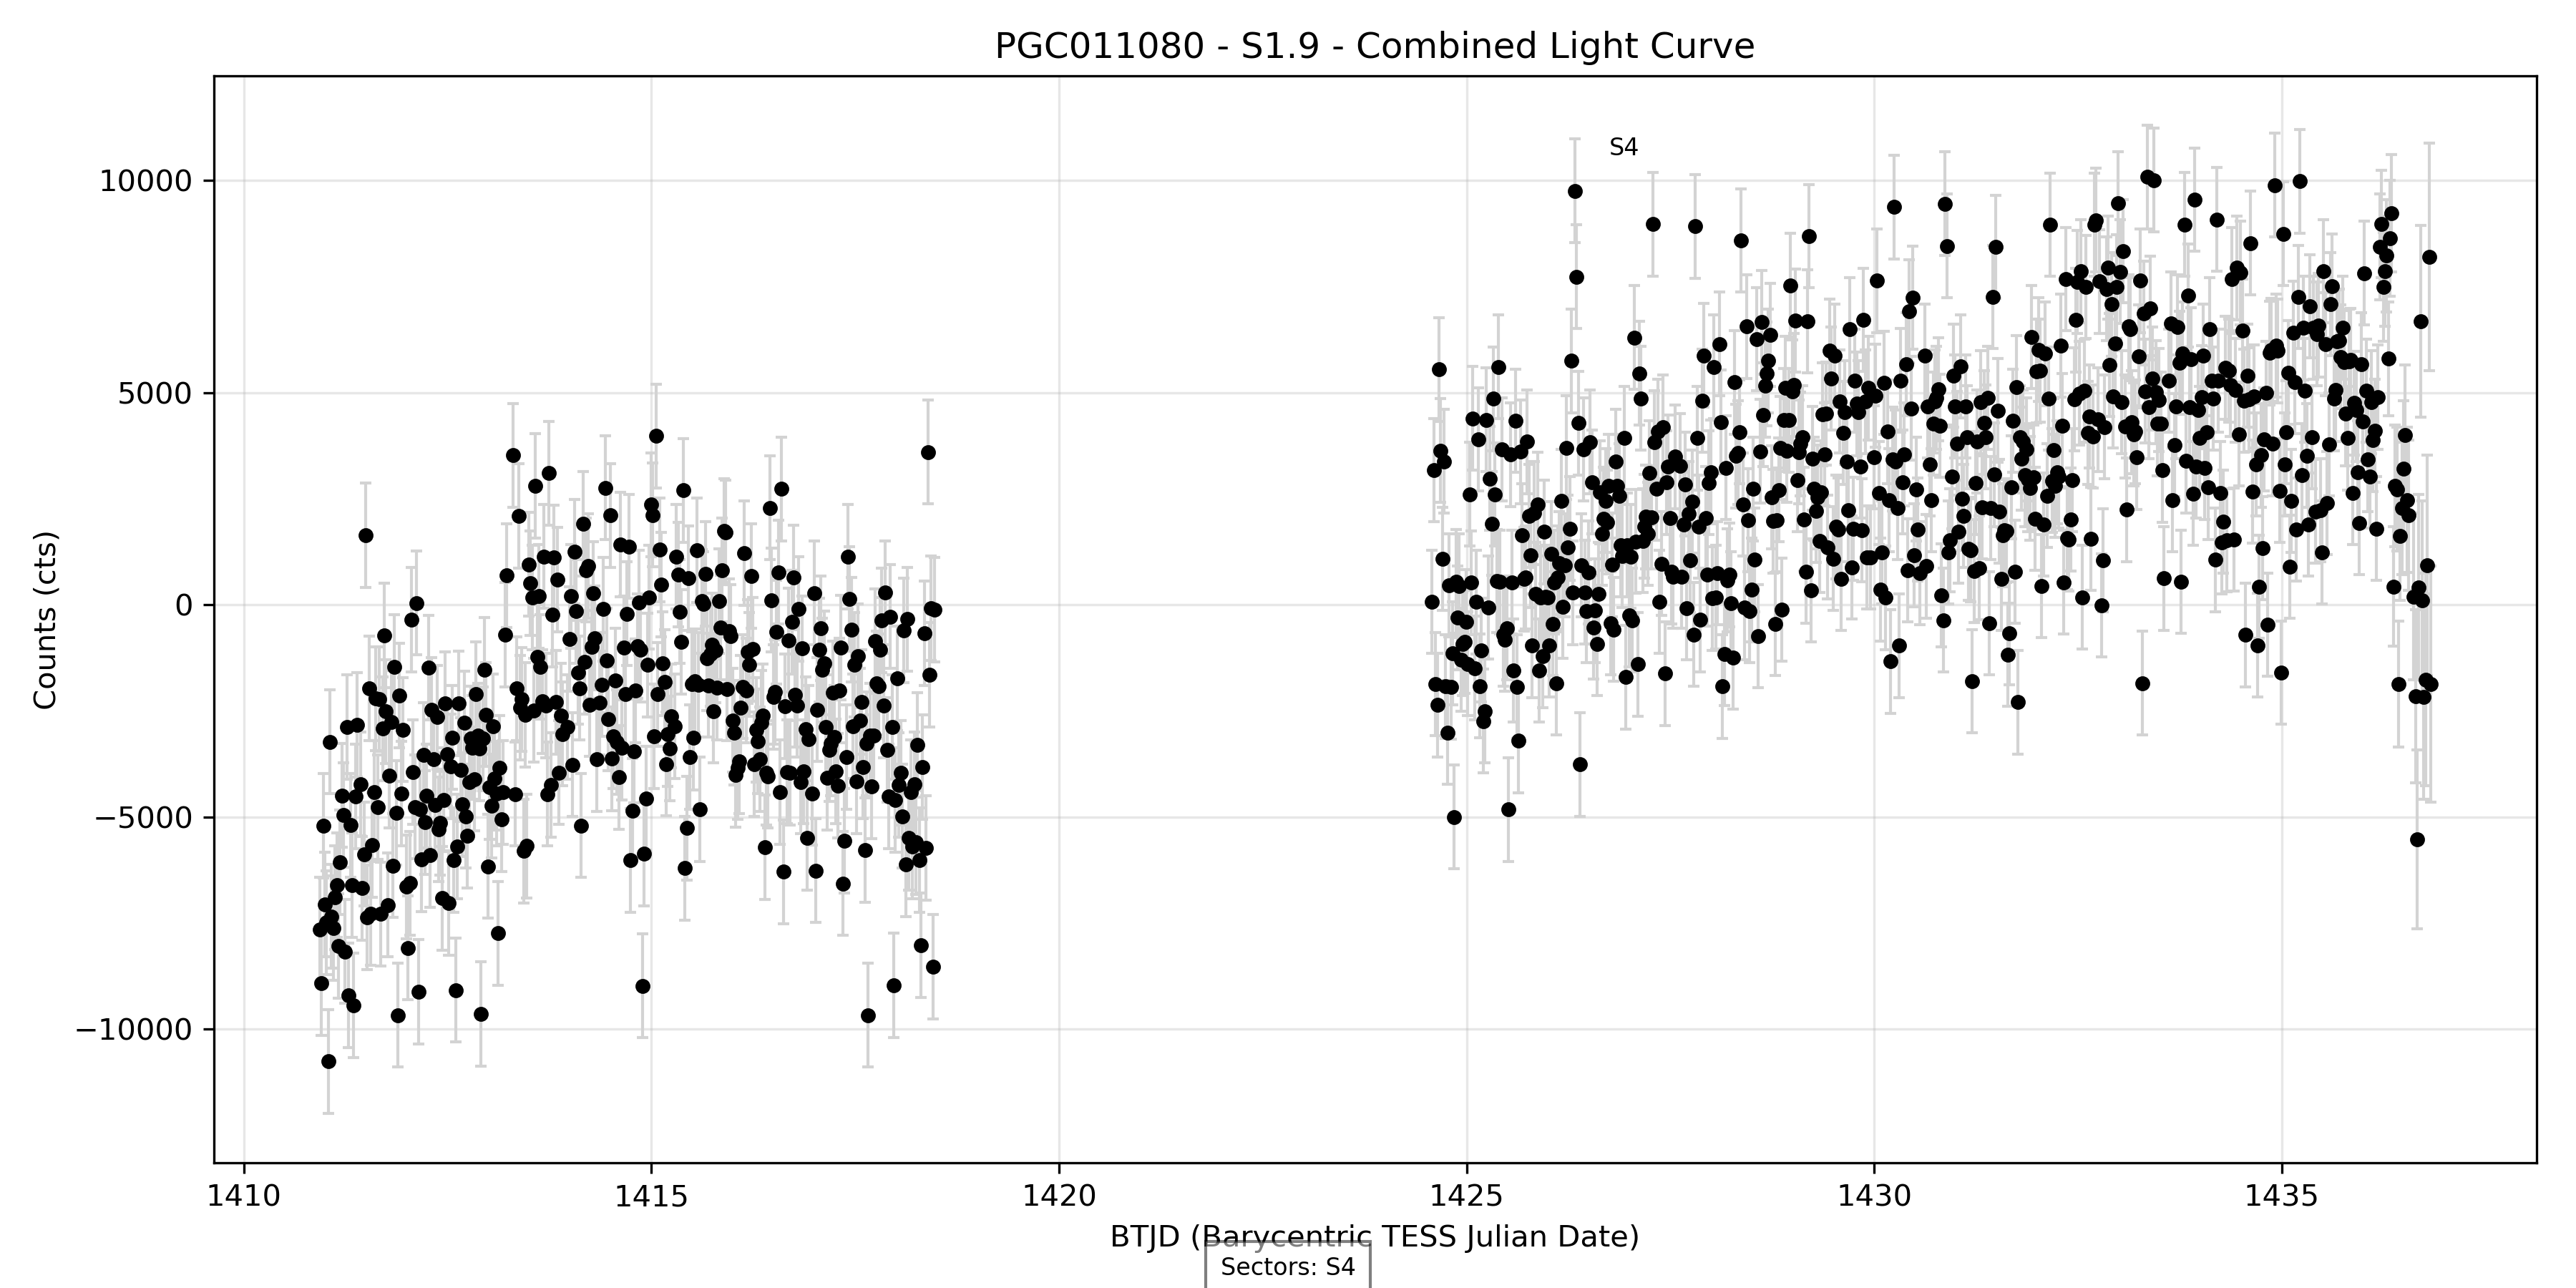 PGC011080 - S1.9 - Combined Light Curve
S4
10000
5000
0
−5000
−10000
Counts (cts)
1410 1415 1420 1425 1430 1435
BTJD (Barycentric TESS Julian Date)
Sectors: S4